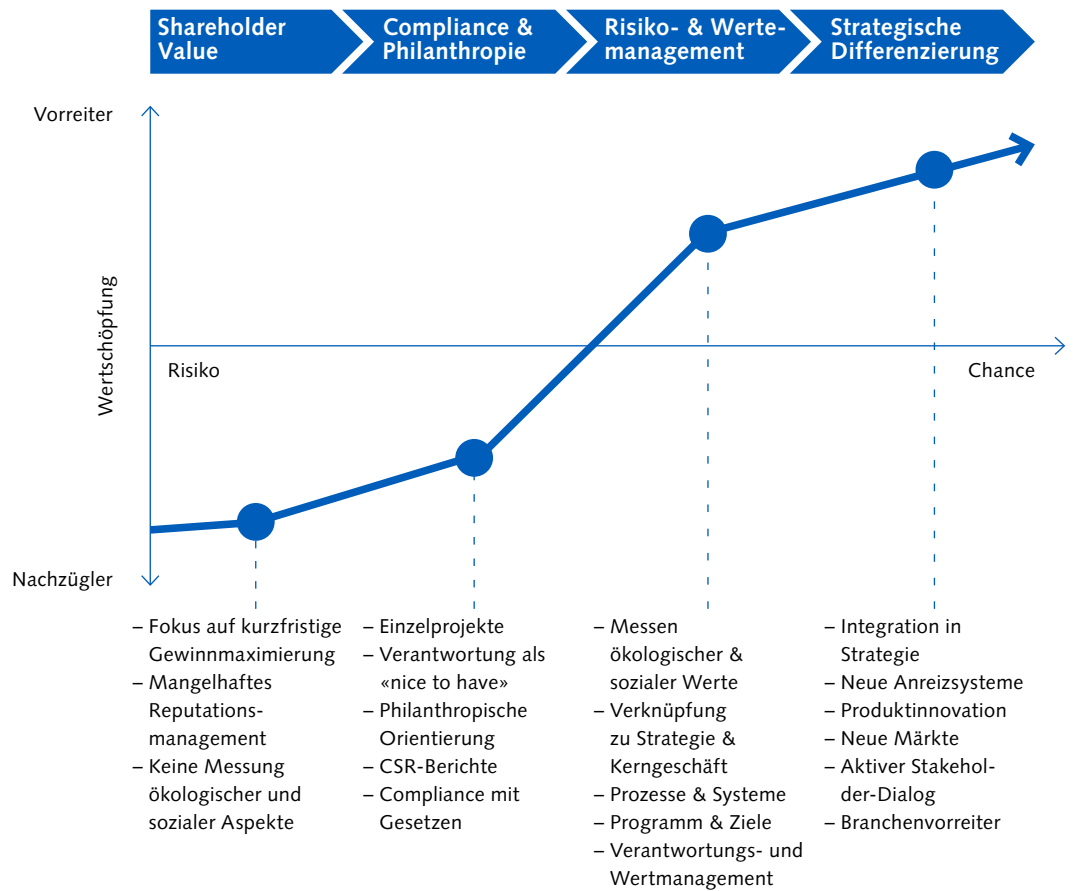 Shareholder
Value
Compliance &
Philanthropie
Risiko- & Werte-
management
Strategische
Differenzierung
Vorreiter
Wertschöpfung
Risiko
Chance
Nachzügler
– Fokus auf kurzfristige
Gewinnmaximierung
– Mangelhaftes
Reputations-
management
– Keine Messung
ökologischer und
sozialer Aspekte
– Einzelprojekte
– Verantwortung als
«nice to have»
– Philanthropische
Orientierung
– CSR-Berichte
– Compliance mit
Gesetzen
– Messen
ökologischer &
sozialer Werte
– Verknüpfung
zu Strategie &
Kerngeschäft
– Prozesse & Systeme
– Programm & Ziele
– Verantwortungs- und
Wertmanagement
– Integration in
Strategie
– Neue Anreizsysteme
– Produktinnovation
– Neue Märkte
– Aktiver Stakehol-
der-Dialog
– Branchenvorreiter